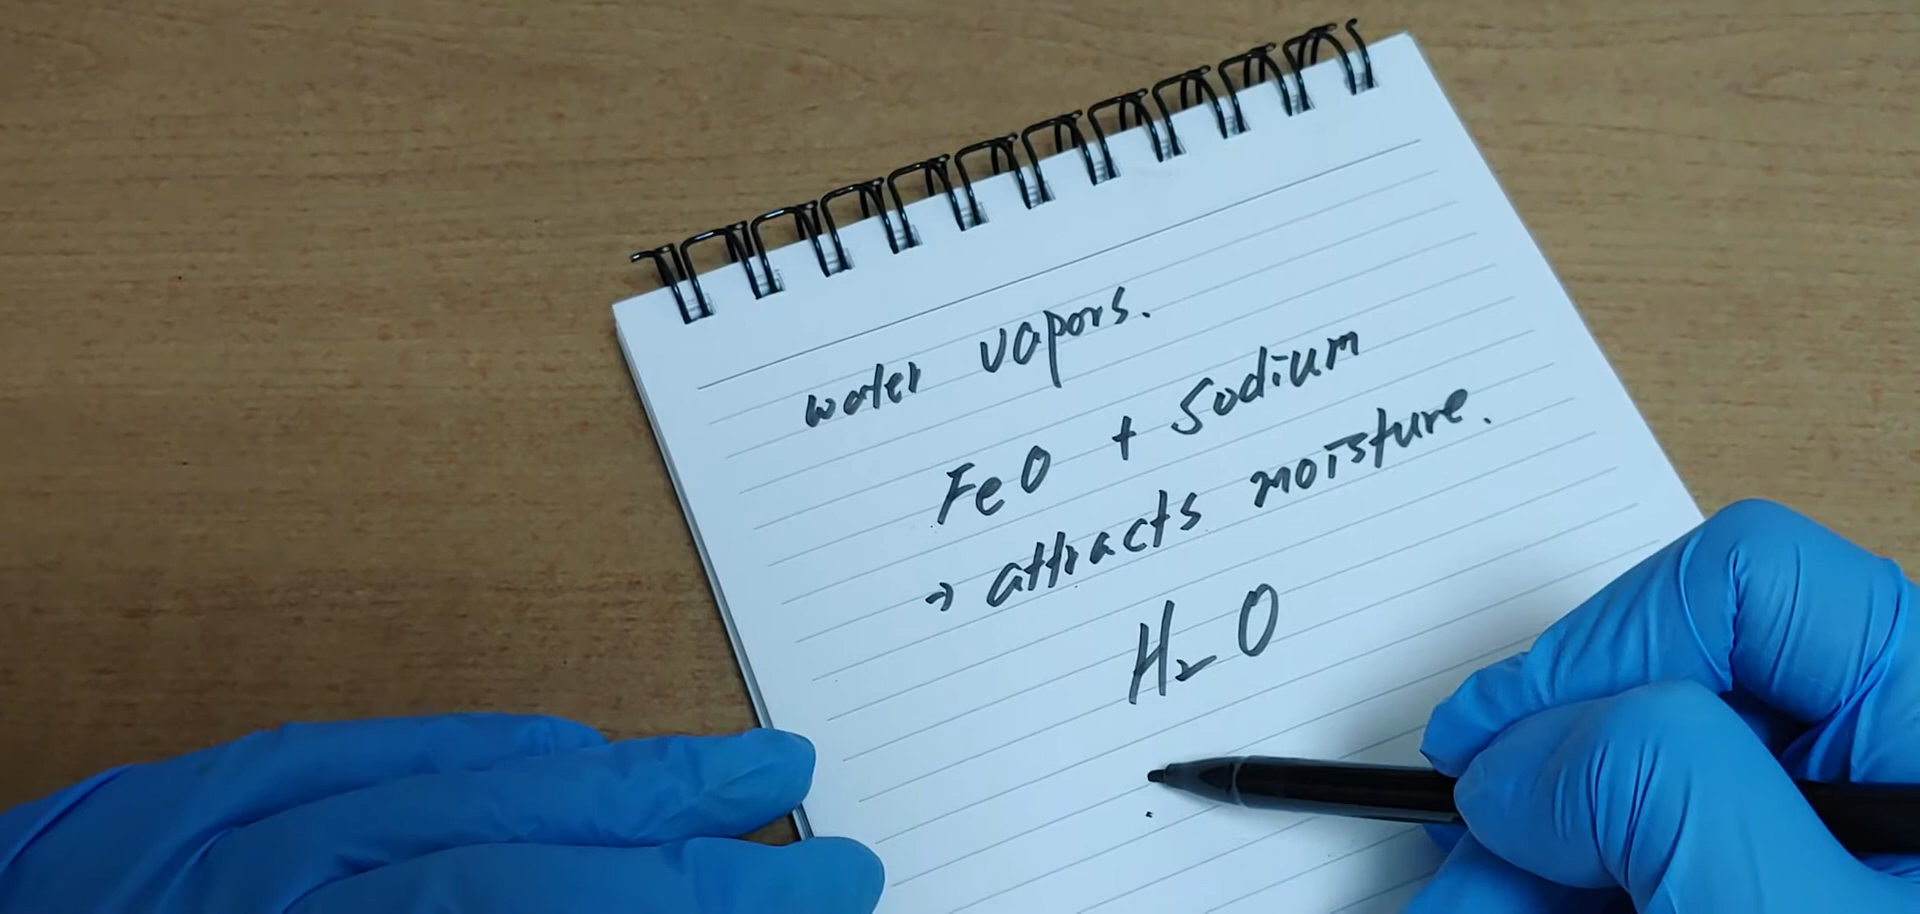 water vapors.
FeO + Sodium
→ attracts moisture.
H₂O